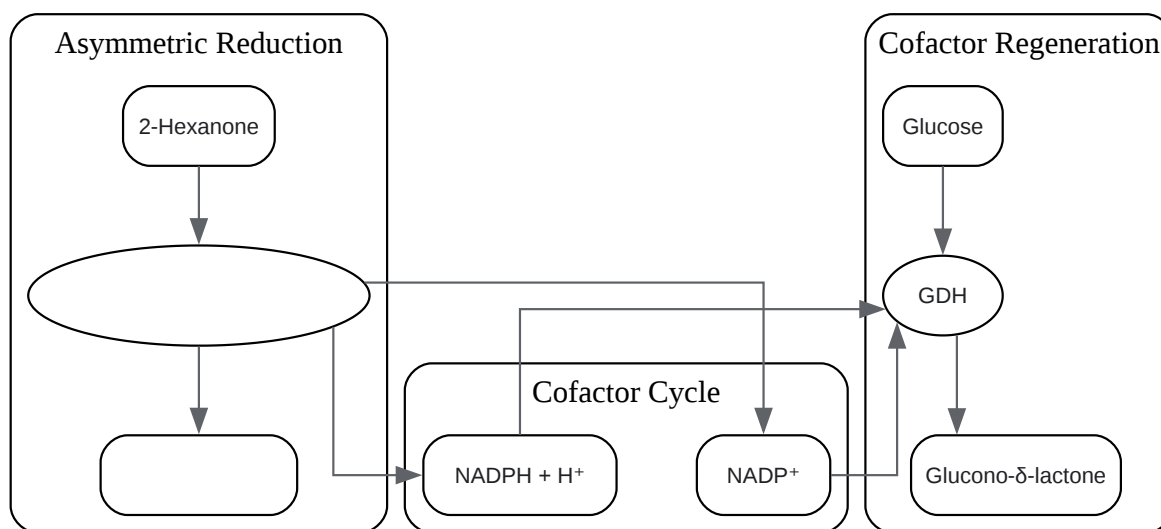 Asymmetric Reduction
2-Hexanone
Cofactor Cycle
NADPH + H⁺
NADP⁺
Cofactor Regeneration
Glucose
GDH
Glucono-δ-lactone